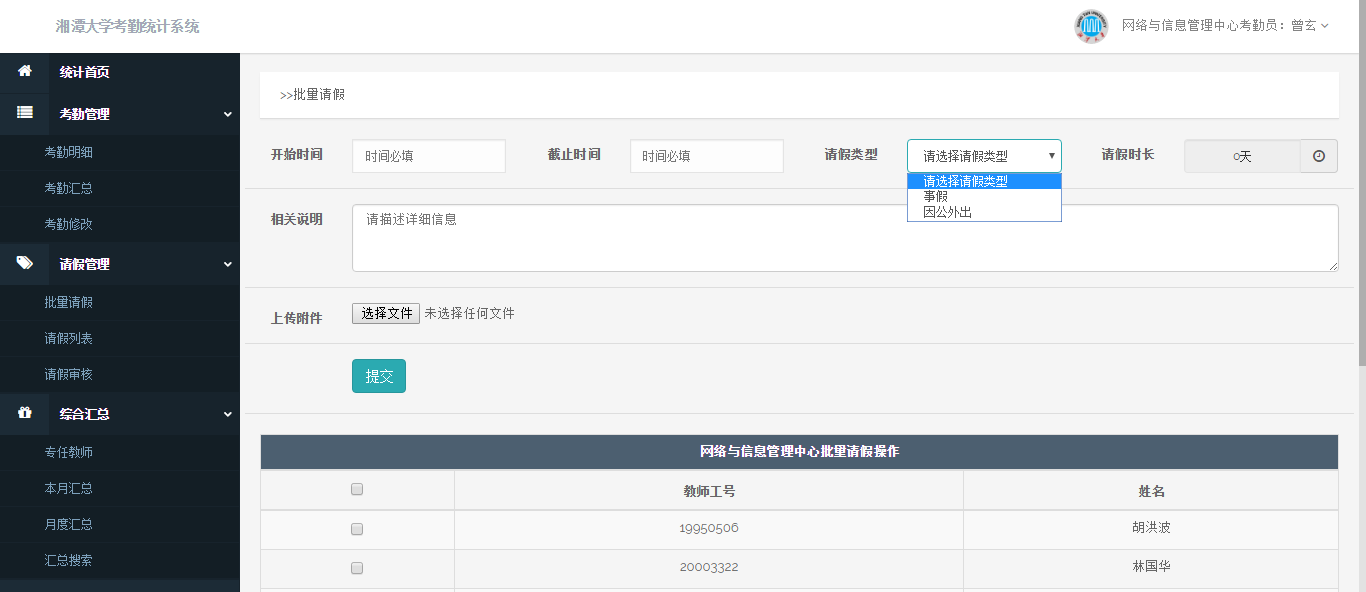 湘潭大学考勤统计系统
网络与信息管理中心考勤员：曾玄
统计首页
考勤管理
考勤明细
考勤汇总
考勤修改
请假管理
批量请假
请假列表
请假审核
综合汇总
专任教师
本月汇总
月度汇总
汇总搜索
>>批量请假
开始时间 时间必填 截止时间 时间必填 请假类型 请选择请假类型 请假时长 0天
请选择请假类型
事假
因公外出
相关说明 请描述详细信息
上传附件 选择文件 未选择任何文件
提交
网络与信息管理中心批量请假操作
教师工号 姓名
19950506 胡洪波
20003322 林国华